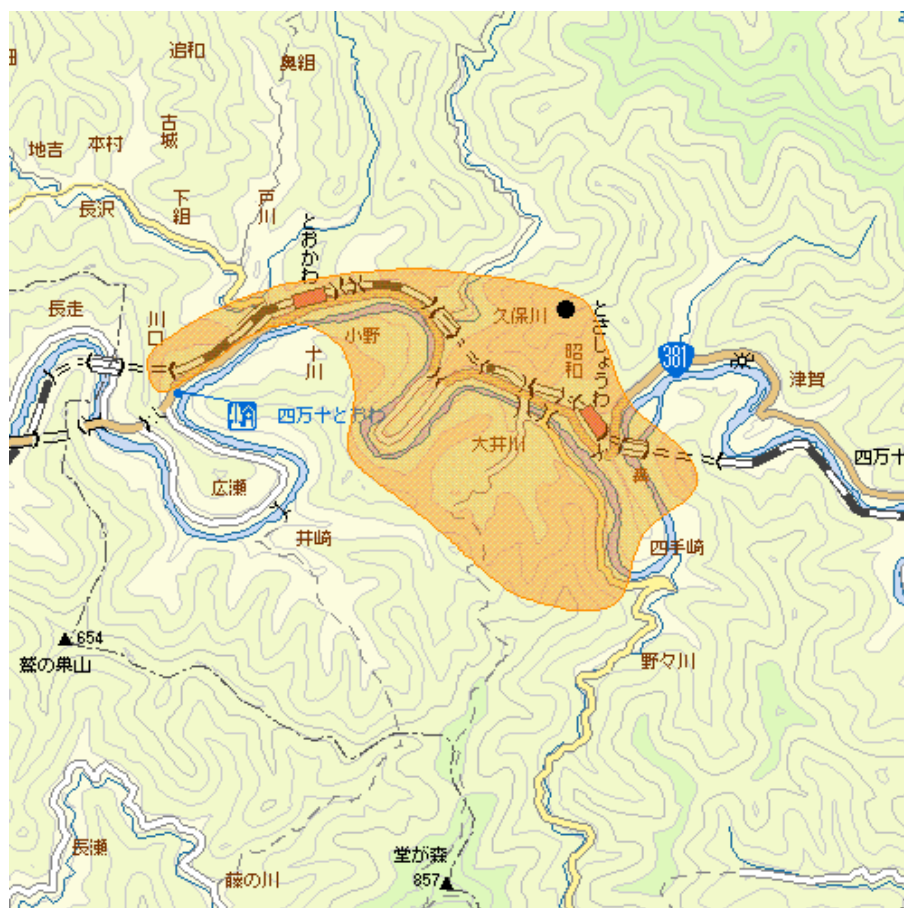 追和
奥組
古城
地吉
本村
長沢
下組
戸川
とおかわ
長走
川口
小野
十川
久保川
とさしょうわ
昭和
381
津賀
四万十とおわ
大井川
四万十
広瀬
井崎
四手崎
654
鷲の巣山
野々川
長瀬
藤の川
堂が森
857